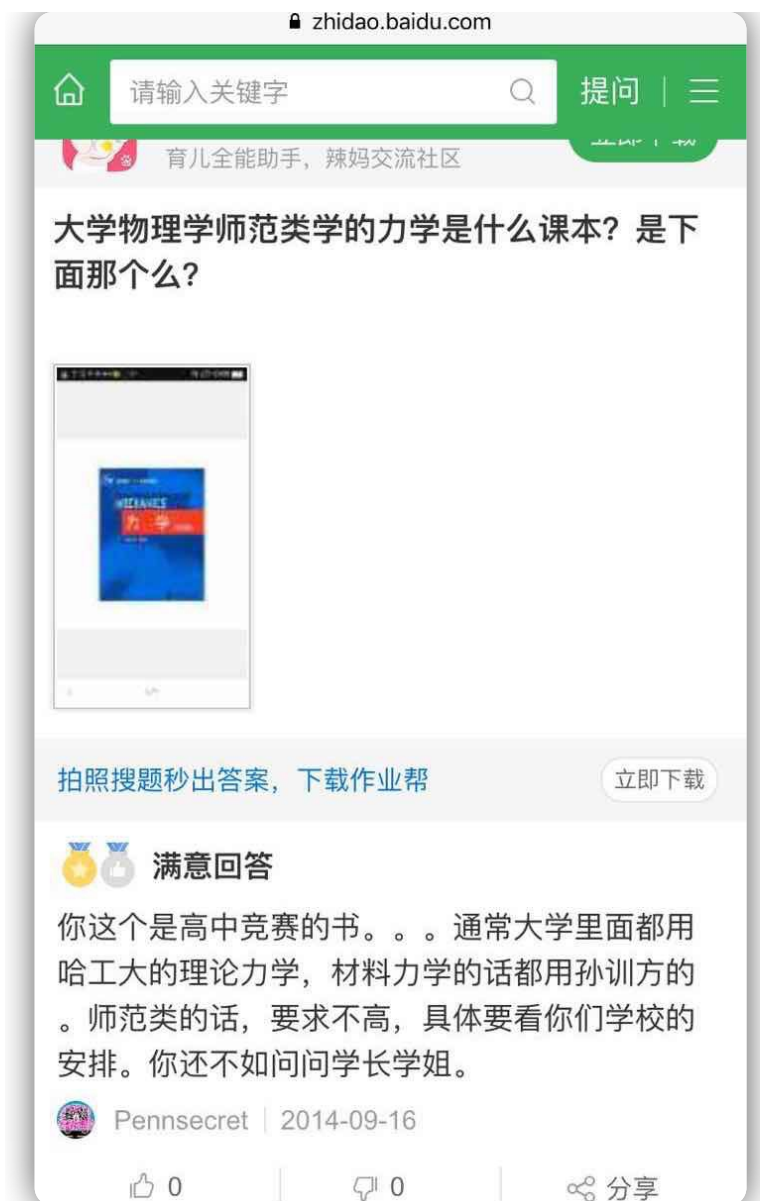 zhidao.baidu.com
请输入关键字
提问
育儿全能助手，辣妈交流社区
立即下载
大学物理学师范类学的力学是什么课本？是下
面那个么？
MECHANICS
力 学
拍照搜题秒出答案，下载作业帮
立即下载
满意回答
你这个是高中竞赛的书。。。通常大学里面都用
哈工大的理论力学，材料力学的话都用孙训方的
。师范类的话，要求不高，具体要看你们学校的
安排。你还不如问问学长学姐。
Pennsecret
2014-09-16
0
0
分享